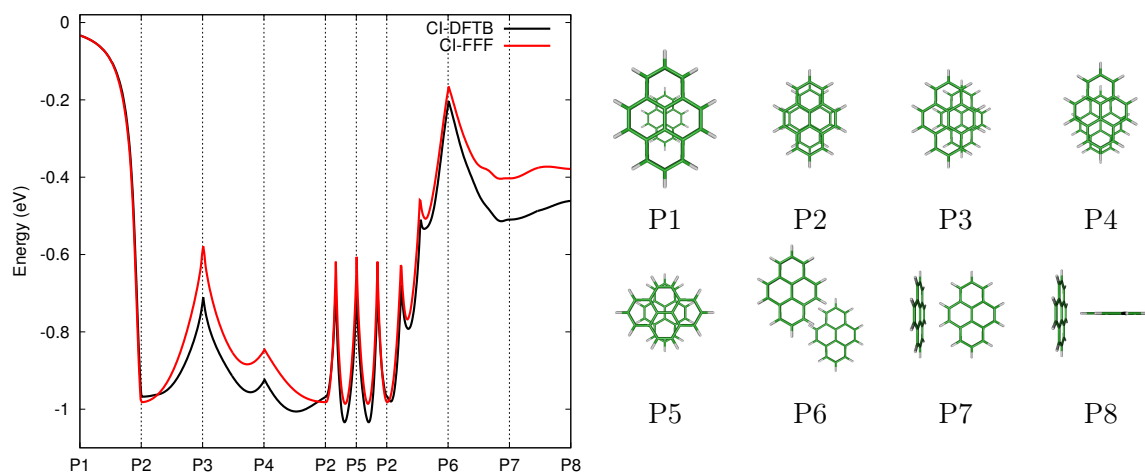 0
-0.2
-0.4
-0.6
-0.8
-1
Energy (eV)
CI-DFTB
CI-FFF
P1 P2 P3 P4 P2 P5 P2 P6 P7 P8
P1 P2 P3 P4
P5 P6 P7 P8